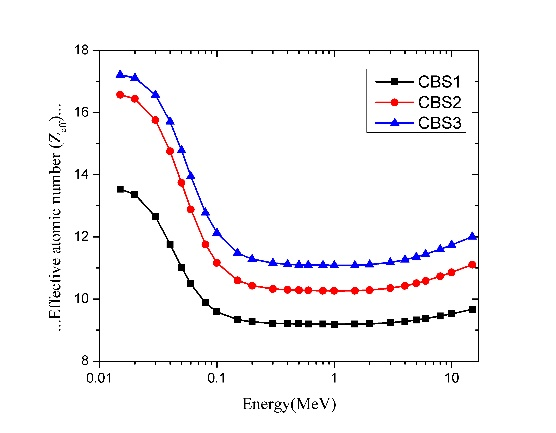 18
16
14
12
10
8
...Effective atomic number (Zeff)...
CBS1
CBS2
CBS3
0.01 0.1 1 10
Energy(MeV)